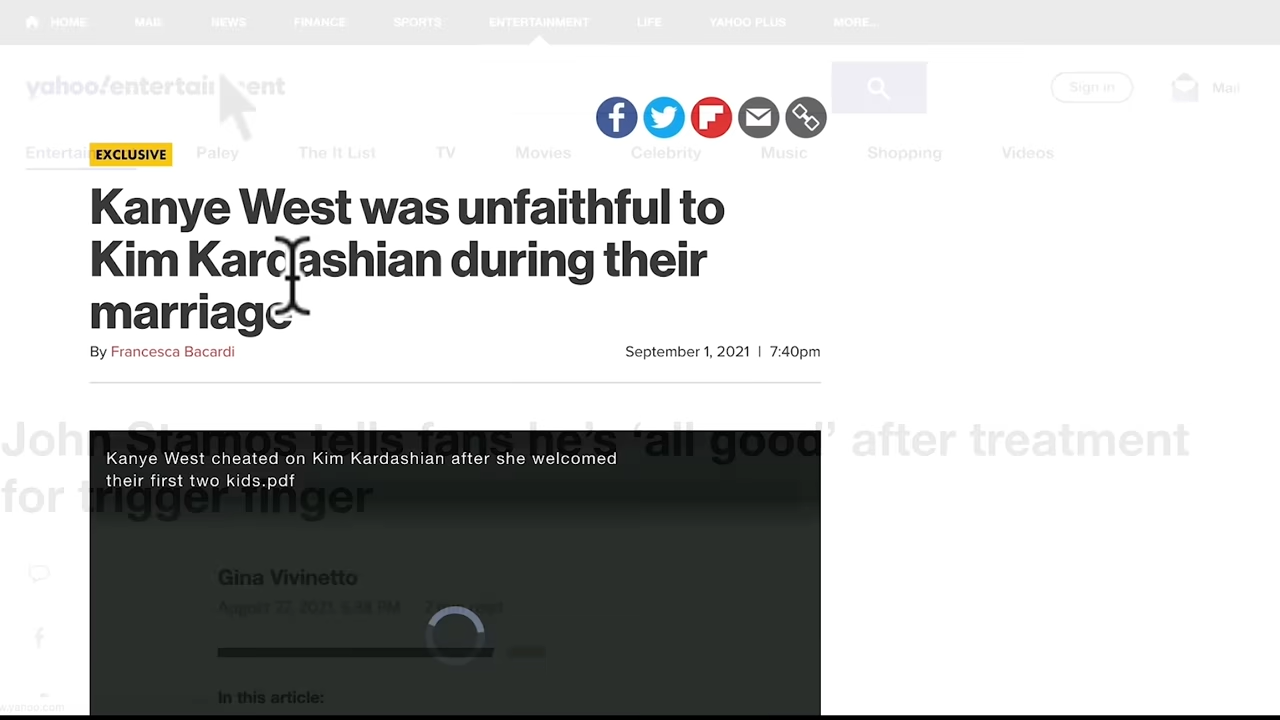 HOME MAIL NEWS FINANCE SPORTS ENTERTAINMENT LIFE YAHOO PLUS MORE...
yahoo!entertainment Sign in Mail
EXCLUSIVE Paley The It List TV Movies Celebrity Music Shopping Videos
Kanye West was unfaithful to
Kim Kardashian during their
marriage
By Francesca Bacardi September 1, 2021 | 7:40pm
John Stamos tells fans he's 'all good' after treatment
for trigger finger
Kanye West cheated on Kim Kardashian after she welcomed
their first two kids.pdf
Gina Vivinetto
August 27, 2021
In this article: